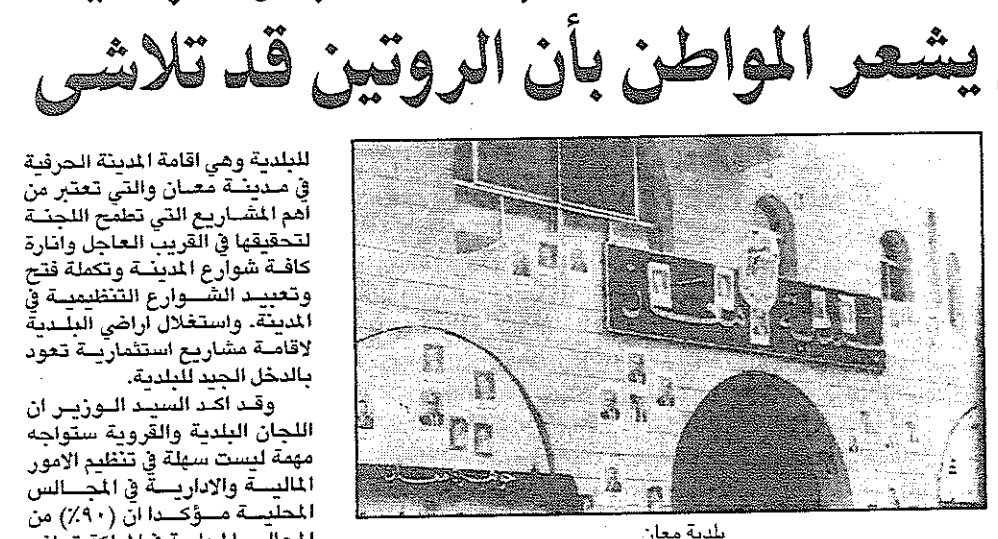 يشعر المواطن بأن الروتين قد تلاشى
للبلدية وهي اقامة المدينة الحرفية
في مدينة معان والتي تعتبر من
اهم المشاريع التي تطمح اللجنة
لتحقيقها في القريب العاجل وانارة
كافة شوارع المدينة وتكملة فتح
وتعبيد الشوارع التنظيمية في
المدينة. واستغلال اراضي البلدية
لاقامة مشاريع استثمارية تعود
بالدخل الجيد للبلدية.
وقد اكد السيد الوزير ان
اللجان البلدية والقروية ستواجه
مهمة ليست سهلة في تنظيم الامور
المالية والادارية في المجالس
المحلية مؤكدا ان (٩٠٪) من
بلدية معان